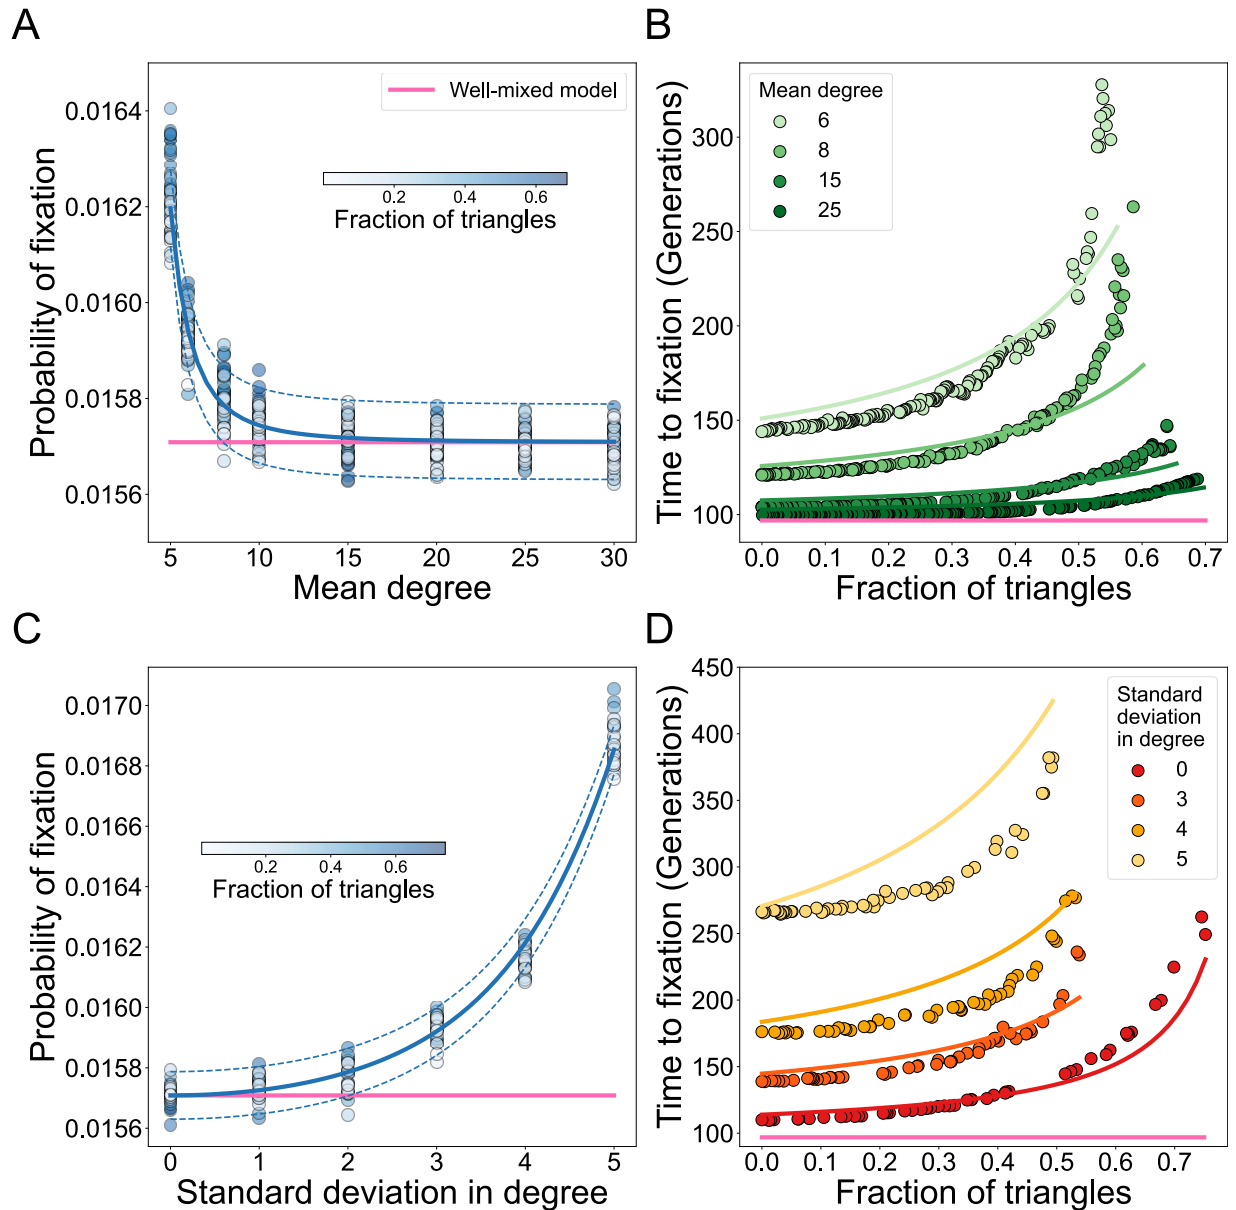 A
Probability of fixation
0.0164
0.0162
0.0160
0.0158
0.0156
Well-mixed model
0.2 0.4 0.6
Fraction of triangles
5 10 15 20 25 30
Mean degree
B
Time to fixation (Generations)
300
250
200
150
100
Mean degree
6
8
15
25
0.0 0.1 0.2 0.3 0.4 0.5 0.6 0.7
Fraction of triangles
C
Probability of fixation
0.0170
0.0168
0.0166
0.0164
0.0162
0.0160
0.0158
0.0156
0.2 0.4 0.6
Fraction of triangles
0 1 2 3 4 5
Standard deviation in degree
D
Time to fixation (Generations)
450
400
350
300
250
200
150
100
Standard
deviation
in degree
0
3
4
5
0.0 0.1 0.2 0.3 0.4 0.5 0.6 0.7
Fraction of triangles